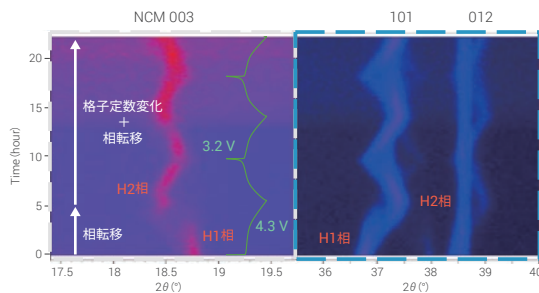 NCM 003
101
012
Time (hour)
20
15
10
5
0
格子定数変化
＋
相転移
相転移
H2相
H1相
3.2 V
4.3 V
H1相
H2相
17.5
18
18.5
19
19.5
2θ (°)
36
37
38
39
40
2θ (°)